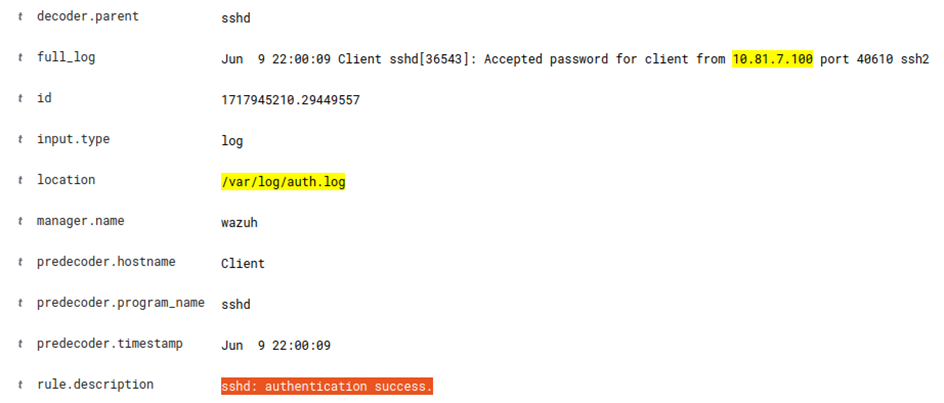 t decoder.parent sshd
t full_log Jun  9 22:00:09 Client sshd[36543]: Accepted password for client from 10.81.7.100 port 40610 ssh2
t id 1717945210.29449557
t input.type log
t location /var/log/auth.log
t manager.name wazuh
t predecoder.hostname Client
t predecoder.program_name sshd
t predecoder.timestamp Jun  9 22:00:09
t rule.description sshd: authentication success.